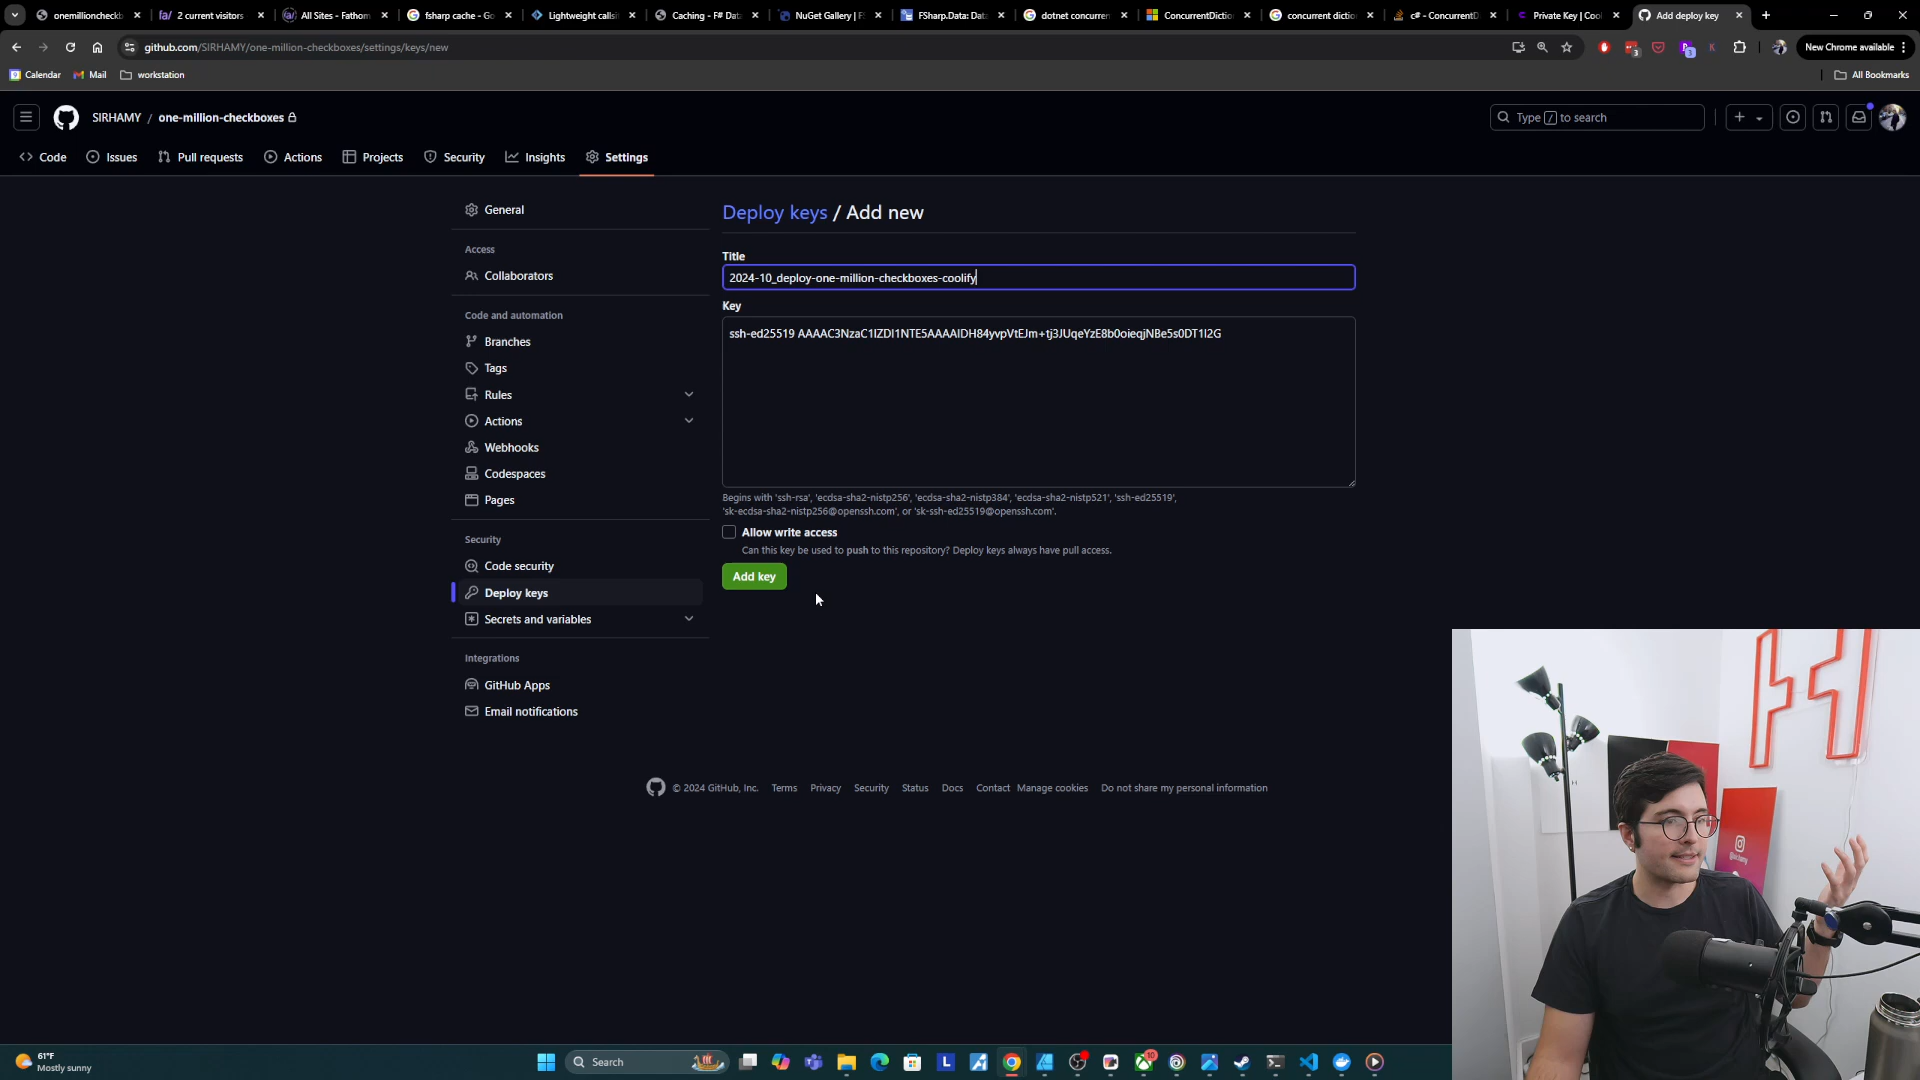 onemillioncheckb
2 current visitors
All Sites - Fathom
fsharp cache - Go
Lightweight callsi
Caching - F# Data
NuGet Gallery | FS
FSharp.Data: Data
dotnet concurren
ConcurrentDictio
concurrent dictio
c# - ConcurrentD
Private Key | Cool
Add deploy key
github.com/SIRHAMY/one-million-checkboxes/settings/keys/new
New Chrome available
Calendar
Mail
workstation
All Bookmarks
SIRHAMY / one-million-checkboxes
Type / to search
Code
Issues
Pull requests
Actions
Projects
Security
Insights
Settings
General
Access
Collaborators
Code and automation
Branches
Tags
Rules
Actions
Webhooks
Codespaces
Pages
Security
Code security
Deploy keys
Secrets and variables
Integrations
GitHub Apps
Email notifications
Deploy keys / Add new
Title
2024-10_deploy-one-million-checkboxes-coolify
Key
ssh-ed25519 AAAAC3NzaC1lZDI1NTE5AAAAIDH84yvpVtEJm+tj3JUqeYzE8b0oieqjNBe5s0DT1I2G
Begins with 'ssh-rsa', 'ecdsa-sha2-nistp256', 'ecdsa-sha2-nistp384', 'ecdsa-sha2-nistp521', 'ssh-ed25519',
'sk-ecdsa-sha2-nistp256@openssh.com', or 'sk-ssh-ed25519@openssh.com'.
Allow write access
Can this key be used to push to this repository? Deploy keys always have pull access.
Add key
© 2024 GitHub, Inc.
Terms
Privacy
Security
Status
Docs
Contact
Manage cookies
Do not share my personal information
61°F
Mostly sunny
Search
10